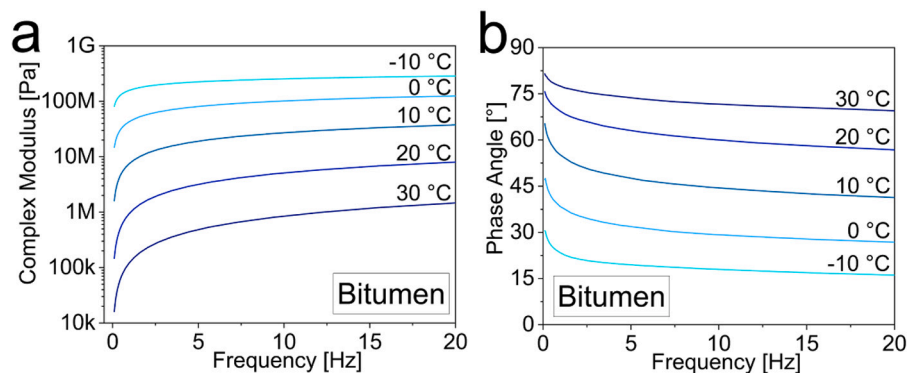 a
Complex Modulus [Pa]
1G
100M
10M
1M
100k
10k
-10 °C
0 °C
10 °C
20 °C
30 °C
Bitumen
0 5 10 15 20
Frequency [Hz]
b
Phase Angle [°]
90
75
60
45
30
15
0
30 °C
20 °C
10 °C
0 °C
-10 °C
Bitumen
0 5 10 15 20
Frequency [Hz]